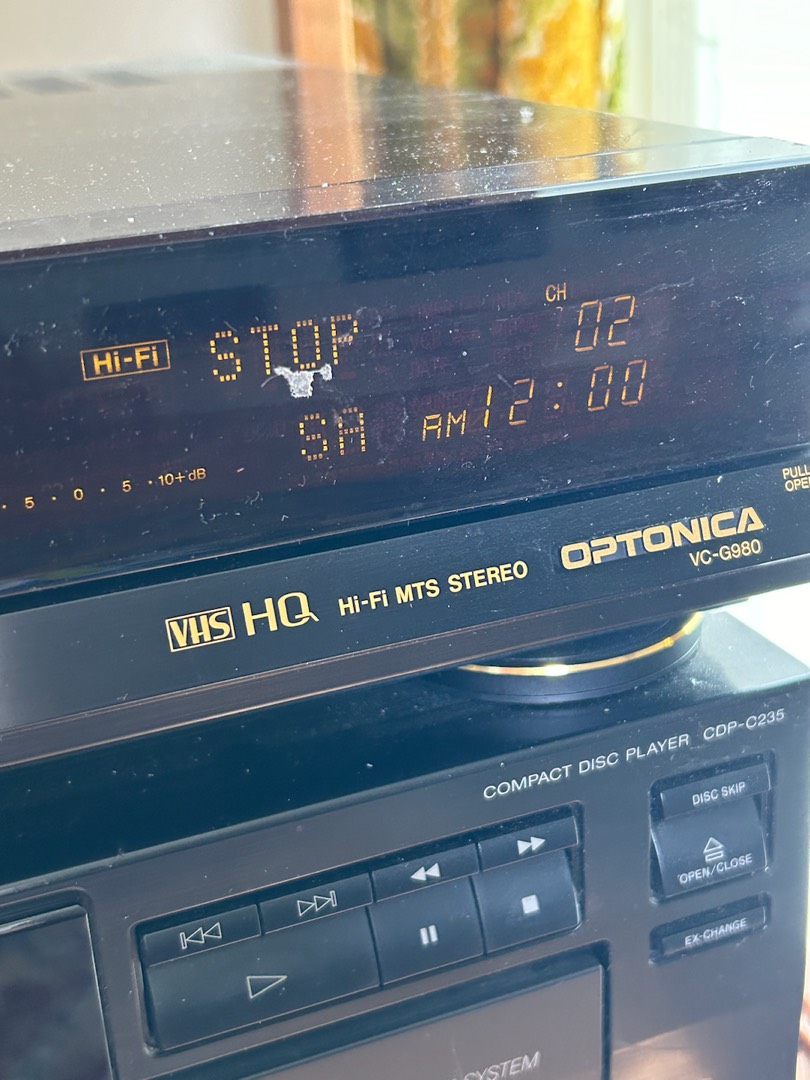 CH
Hi-Fi STOP 02
SA AM 12:00
5 · 0 · 5 · 10+dB
PULL
OPEN
OPTONICA
VC-G980
VHS HQ Hi-Fi MTS STEREO
COMPACT DISC PLAYER CDP-C235
DISC SKIP
OPEN/CLOSE
EX-CHANGE
SYSTEM